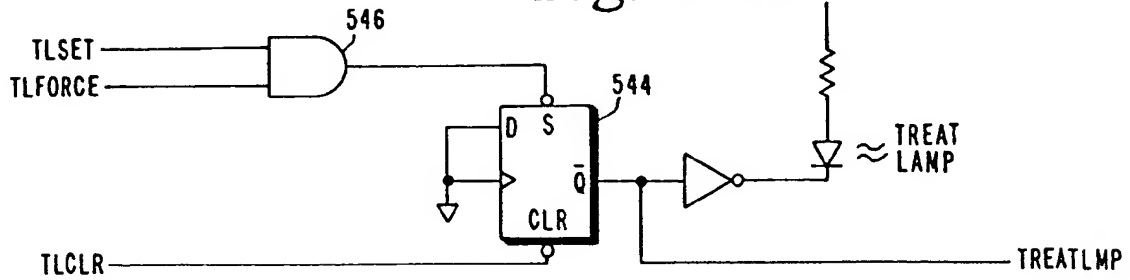 546
TLSET
TLFORCE
544
D S
TREAT
LAMP
Q̅
CLR
TLCLR
TREATLMP